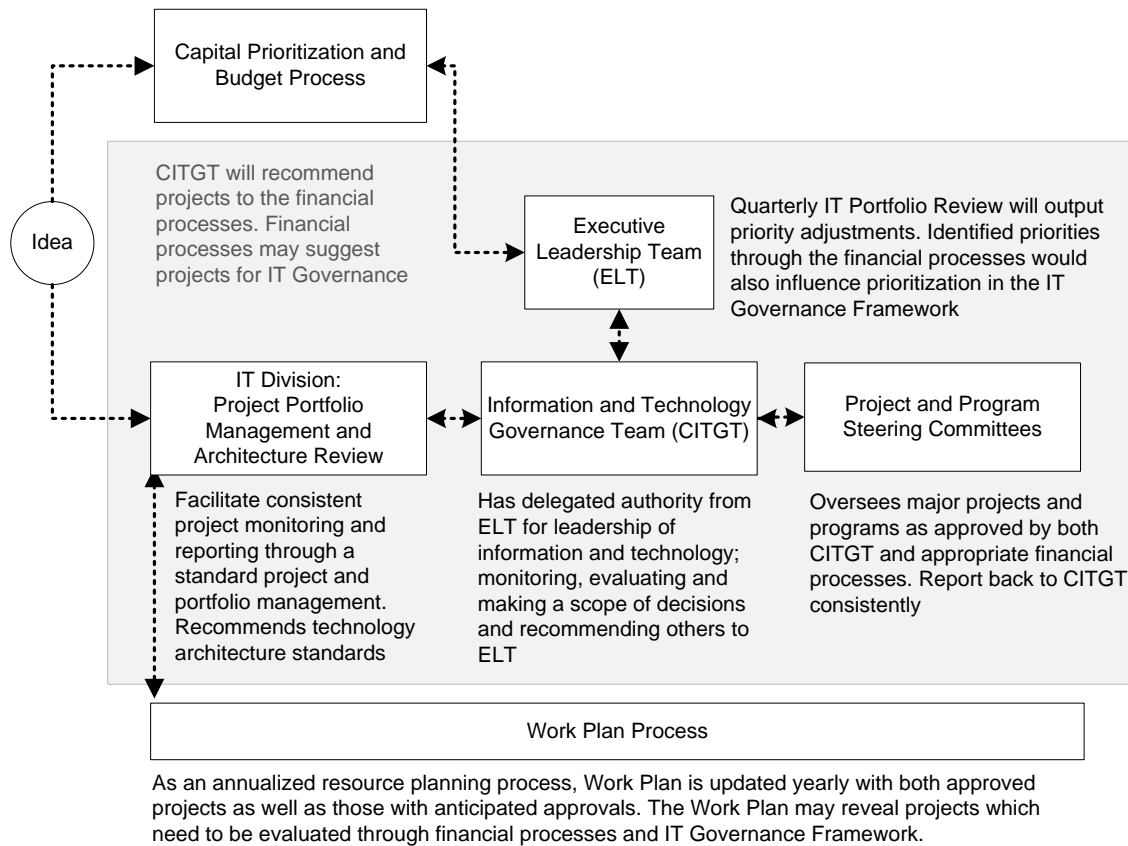 Capital Prioritization and
Budget Process
CITGT will recommend
projects to the financial
processes. Financial
processes may suggest
projects for IT Governance
Idea
Executive
Leadership Team
(ELT)
Quarterly IT Portfolio Review will output
priority adjustments. Identified priorities
through the financial processes would
also influence prioritization in the IT
Governance Framework
IT Division:
Project Portfolio
Management and
Architecture Review
Information and Technology
Governance Team (CITGT)
Project and Program
Steering Committees
Facilitate consistent
project monitoring and
reporting through a
standard project and
portfolio management.
Recommends technology
architecture standards
Has delegated authority from
ELT for leadership of
information and technology;
monitoring, evaluating and
making a scope of decisions
and recommending others to
ELT
Oversees major projects and
programs as approved by both
CITGT and appropriate financial
processes. Report back to CITGT
consistently
Work Plan Process
As an annualized resource planning process, Work Plan is updated yearly with both approved
projects as well as those with anticipated approvals. The Work Plan may reveal projects which
need to be evaluated through financial processes and IT Governance Framework.